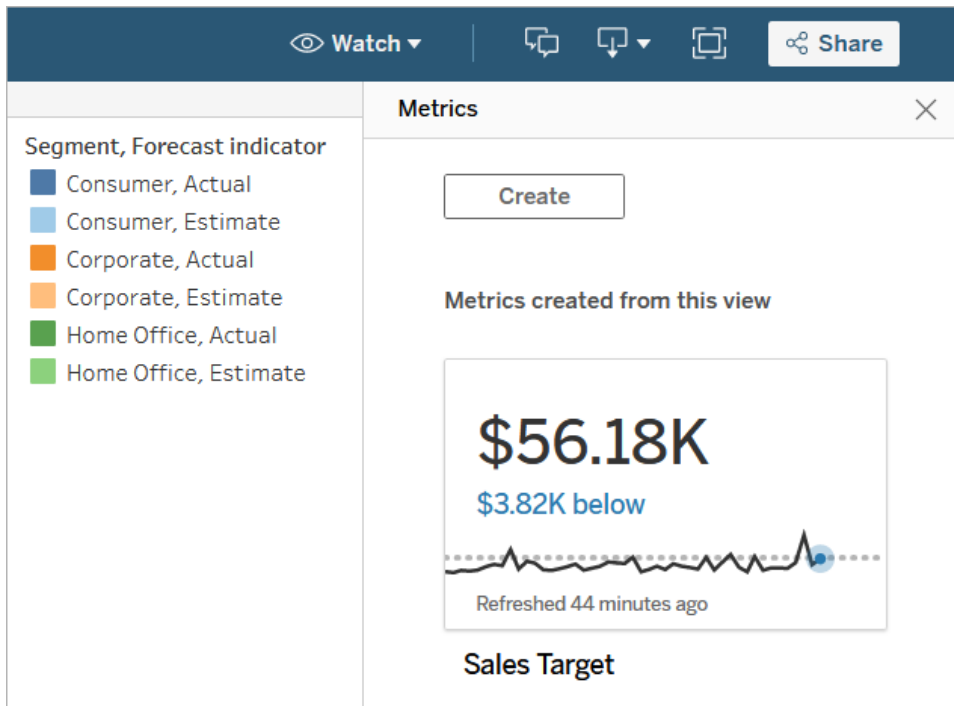 Watch
Share
Metrics
Segment, Forecast indicator
Consumer, Actual
Consumer, Estimate
Corporate, Actual
Corporate, Estimate
Home Office, Actual
Home Office, Estimate
Create
Metrics created from this view
$56.18K
$3.82K below
Refreshed 44 minutes ago
Sales Target